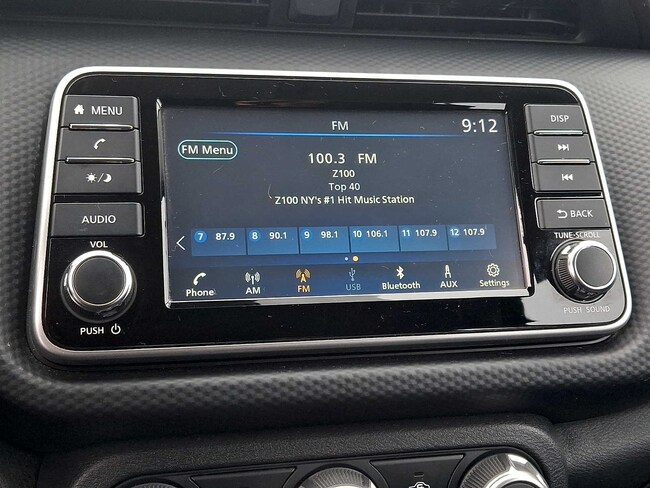 MENU
AUDIO
VOL
PUSH
FM
9:12
FM Menu
100.3 FM
Z100
Top 40
Z100 NY's #1 Hit Music Station
7 87.9 8 90.1 9 98.1 10 106.1 11 107.9 12 107.9
Phone AM FM USB Bluetooth AUX Settings
DISP
BACK
TUNE·SCROLL
PUSH SOUND